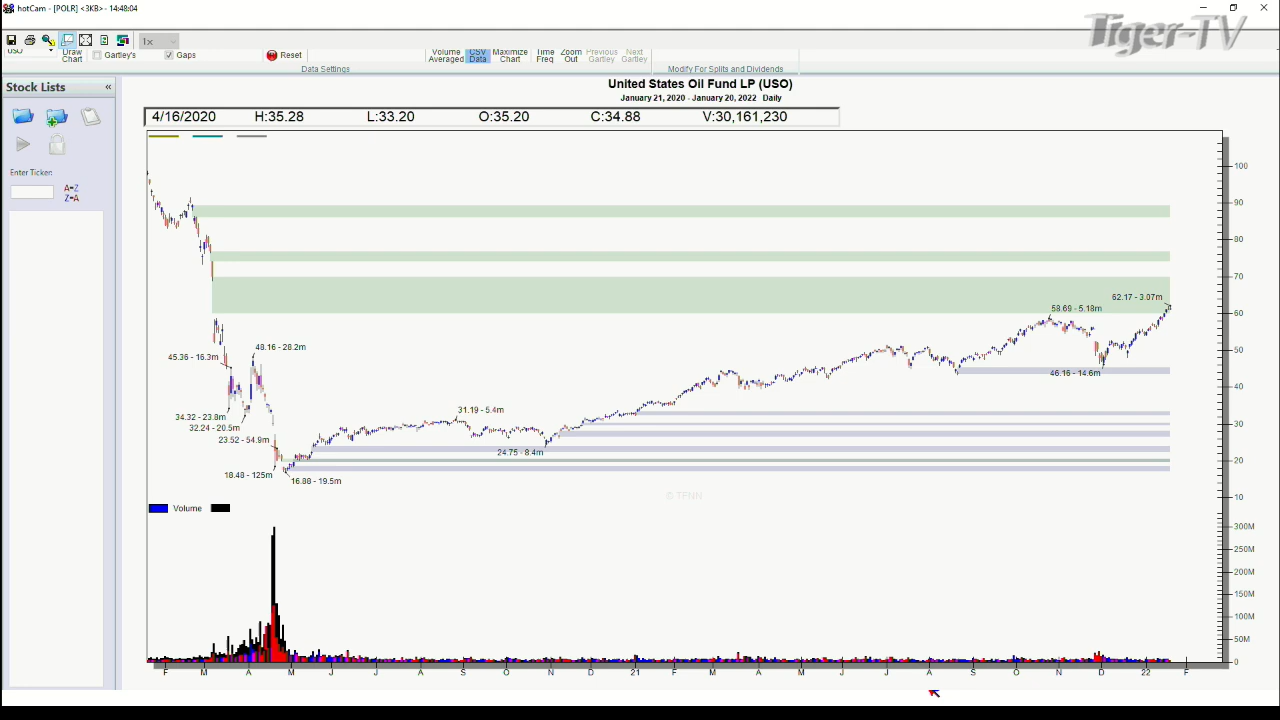 hotCam - [POLR] <3KB> - 14:48:04
Tiger-TV
1x
USO Draw Chart Gartley's Gaps Reset Volume Averaged CSV Data Maximize Chart Time Freq Zoom Out Previous Gartley Next Gartley
Data Settings Modify For Splits and Dividends
Stock Lists «
United States Oil Fund LP (USO)
January 21, 2020 - January 20, 2022 Daily
4/16/2020 H:35.28 L:33.20 O:35.20 C:34.88 V:30,161,230
Enter Ticker:
A=Z
Z=A
100
90
80
70
62.17 - 3.07m
58.69 - 5.18m
60
48.16 - 28.2m
50
45.36 - 16.3m
46.16 - 14.6m
40
31.19 - 5.4m
34.32 - 23.8m
32.24 - 20.5m
30
23.52 - 54.9m
24.75 - 8.4m
20
18.48 - 125m
16.88 - 19.5m
© TFNN
10
Volume
300M
250M
200M
150M
100M
50M
0
F M A M J J A S O N D 21 F M A M J J A S O N D 22 F